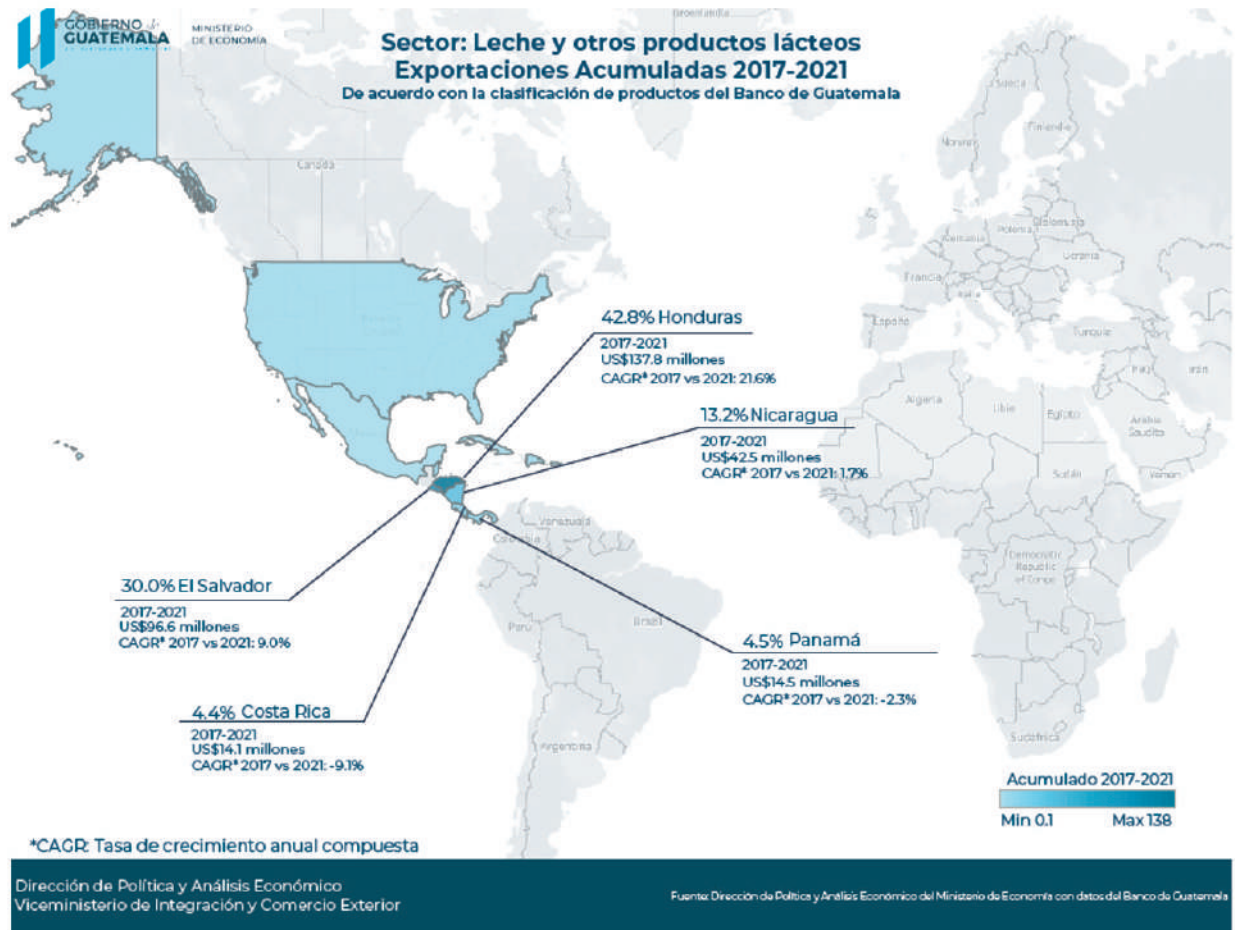 GOBIERNO de
GUATEMALA
MINISTERIO
DE ECONOMÍA
Sector: Leche y otros productos lácteos
Exportaciones Acumuladas 2017-2021
De acuerdo con la clasificación de productos del Banco de Guatemala
Groenlandia
Canadá
Suecia
Finlandia
Noruega
Polonia
Ucrania
Francia
Italia
España
Turquía
Irán
Argelia
Libia
Egipto
Arabia
Saudita
Sudán
Yemen
42.8% Honduras
2017-2021
US$137.8 millones
CAGR* 2017 vs 2021: 21.6%
13.2% Nicaragua
2017-2021
US$42.5 millones
CAGR* 2017 vs 2021: 1.7%
Venezuela
Colombia
Democratic
Republic
of Congo
30.0% El Salvador
2017-2021
US$96.6 millones
CAGR* 2017 vs 2021: 9.0%
Perú
Brasil
4.5% Panamá
2017-2021
US$14.5 millones
CAGR* 2017 vs 2021: -2.3%
4.4% Costa Rica
2017-2021
US$14.1 millones
CAGR* 2017 vs 2021: -9.1%
Argentina
Sudáfrica
Acumulado 2017-2021
Min 0.1 Max 138
*CAGR: Tasa de crecimiento anual compuesta
Dirección de Política y Análisis Económico
Viceministerio de Integración y Comercio Exterior
Fuente: Dirección de Política y Análisis Económico del Ministerio de Economía con datos del Banco de Guatemala